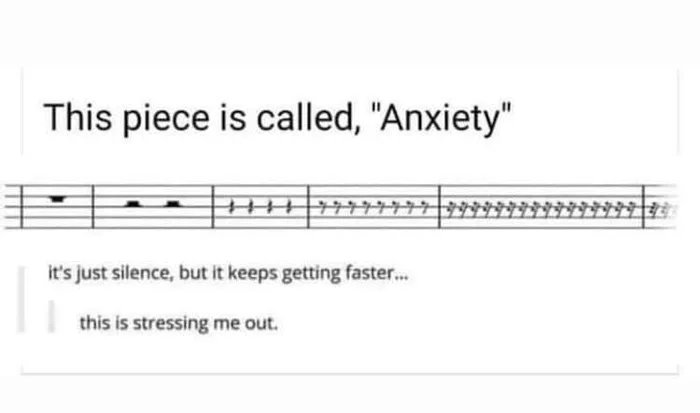 This piece is called, "Anxiety"
it's just silence, but it keeps getting faster...
this is stressing me out.